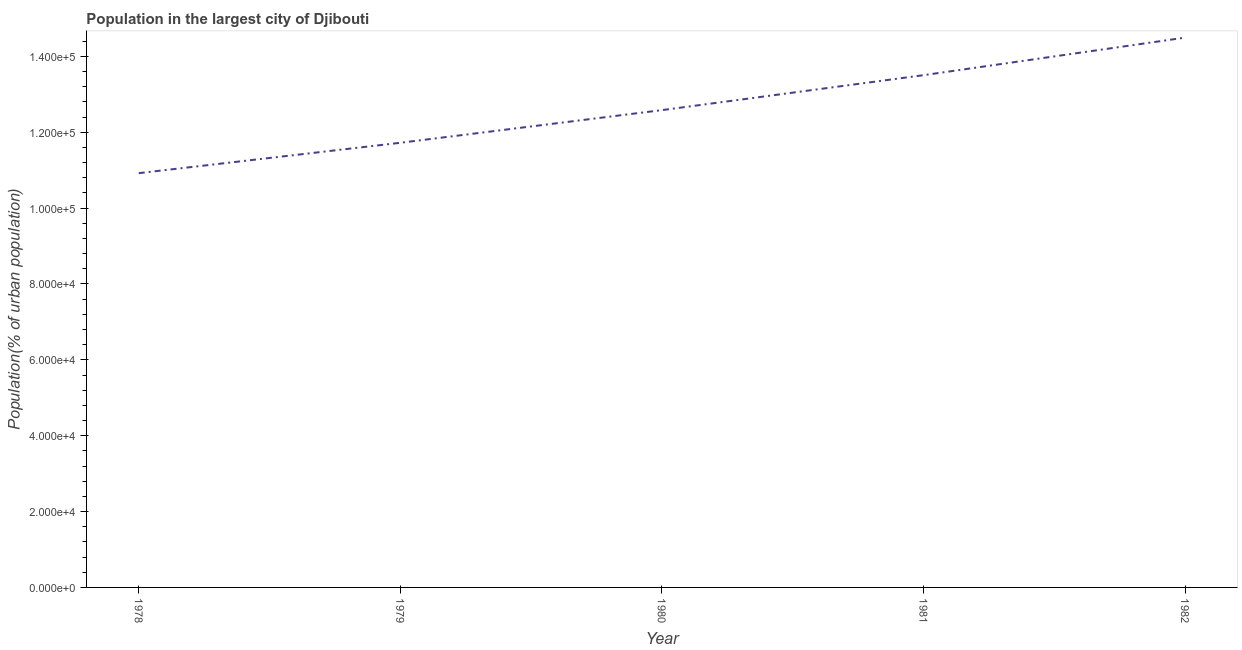 Population in the largest city of Djibouti
Population(% of urban population)
1.400e+5
1.200e+5
1.000e+5
8.000e+4
6.000e+4
4.000e+4
2.000e+4
0.000e+0
1978
1979
1980
1981
1982
Year